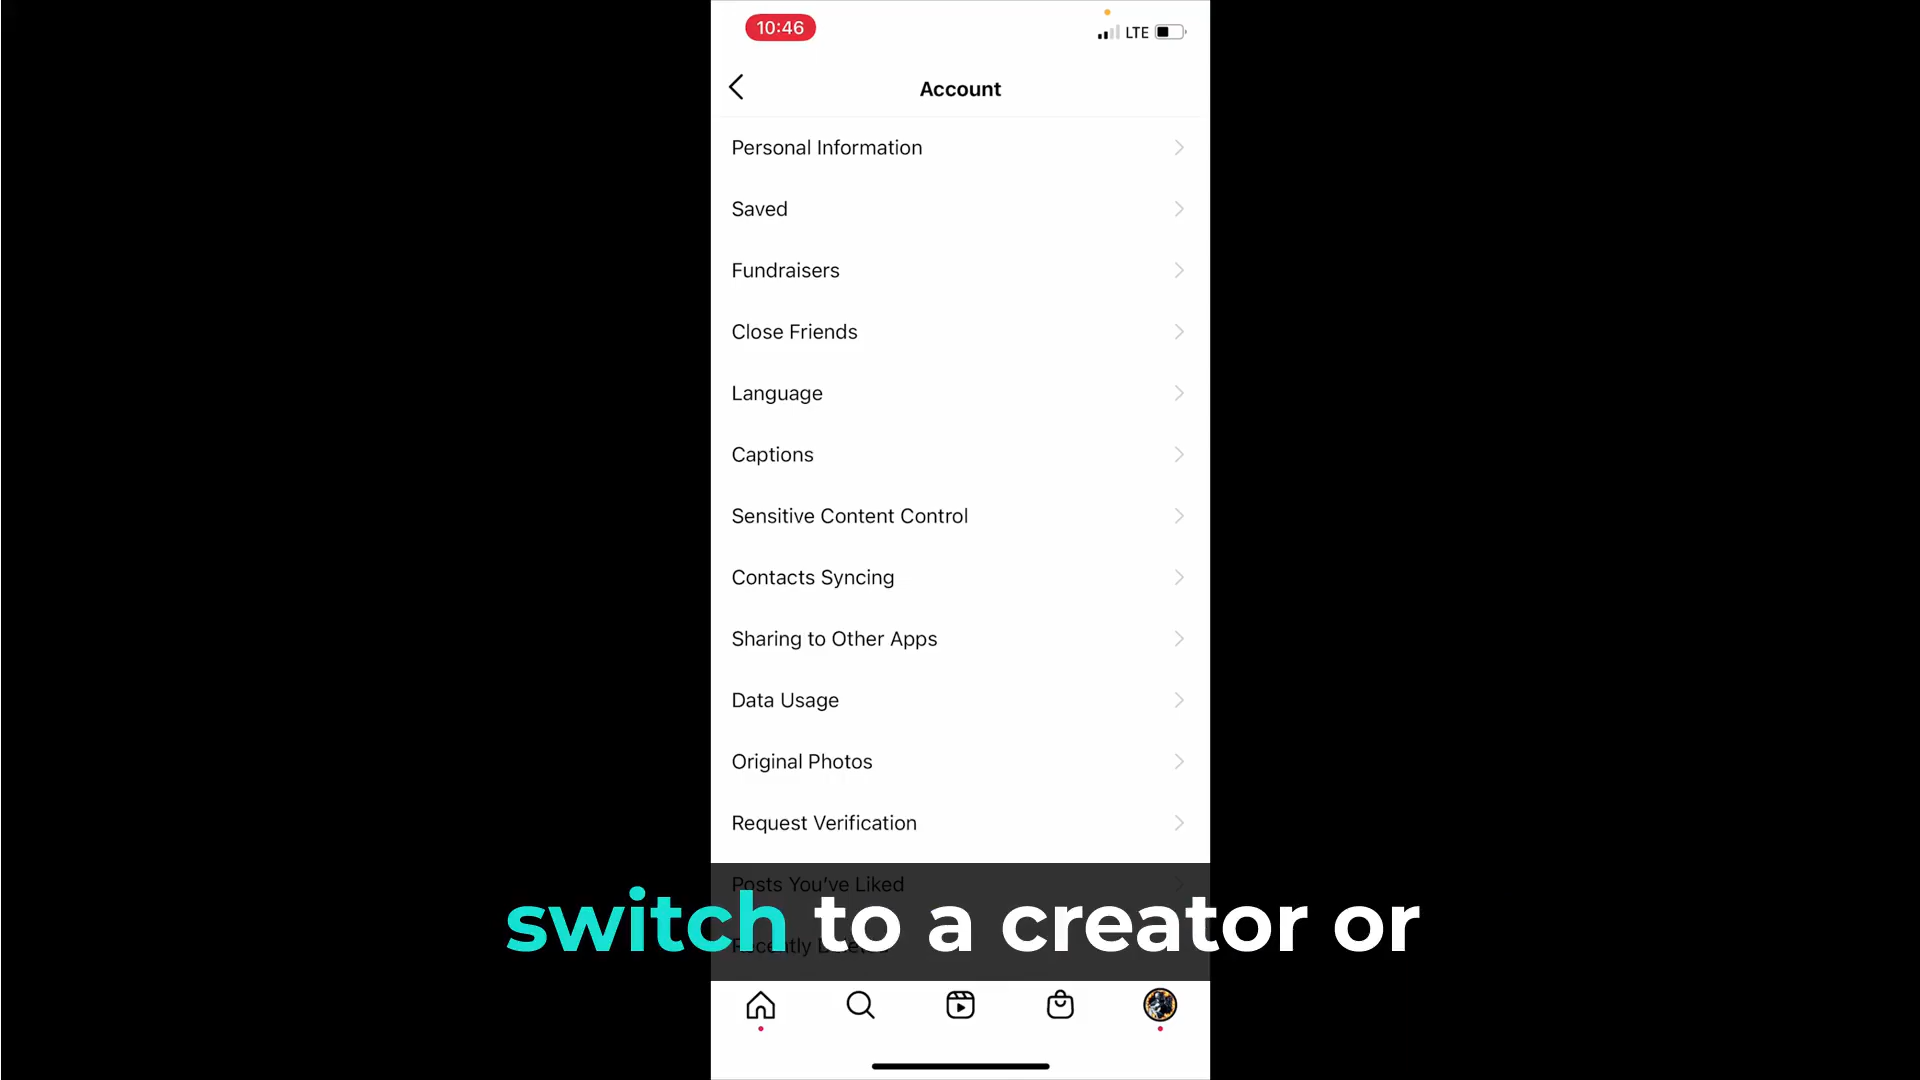 10:46
LTE
Account
Personal Information
Saved
Fundraisers
Close Friends
Language
Captions
Sensitive Content Control
Contacts Syncing
Sharing to Other Apps
Data Usage
Original Photos
Request Verification
Posts You've Liked
switch to a creator or
Recently